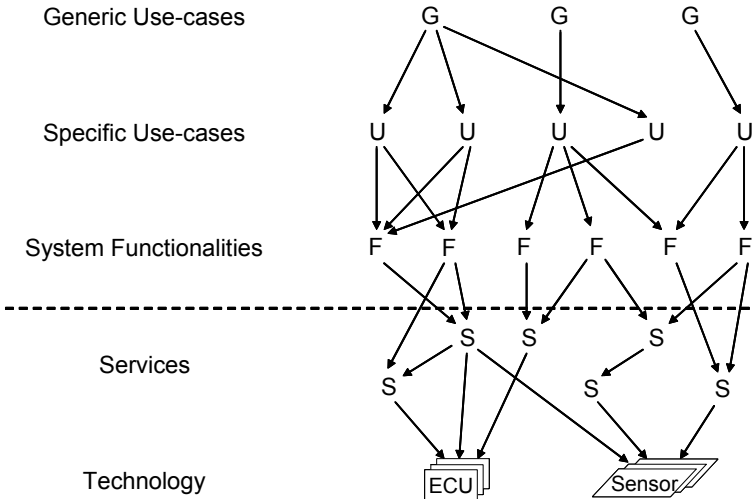 Generic Use-cases G G G
Specific Use-cases U U U U U
System Functionalities F F F F F F
S S S
Services
S S S
Technology ECU Sensor